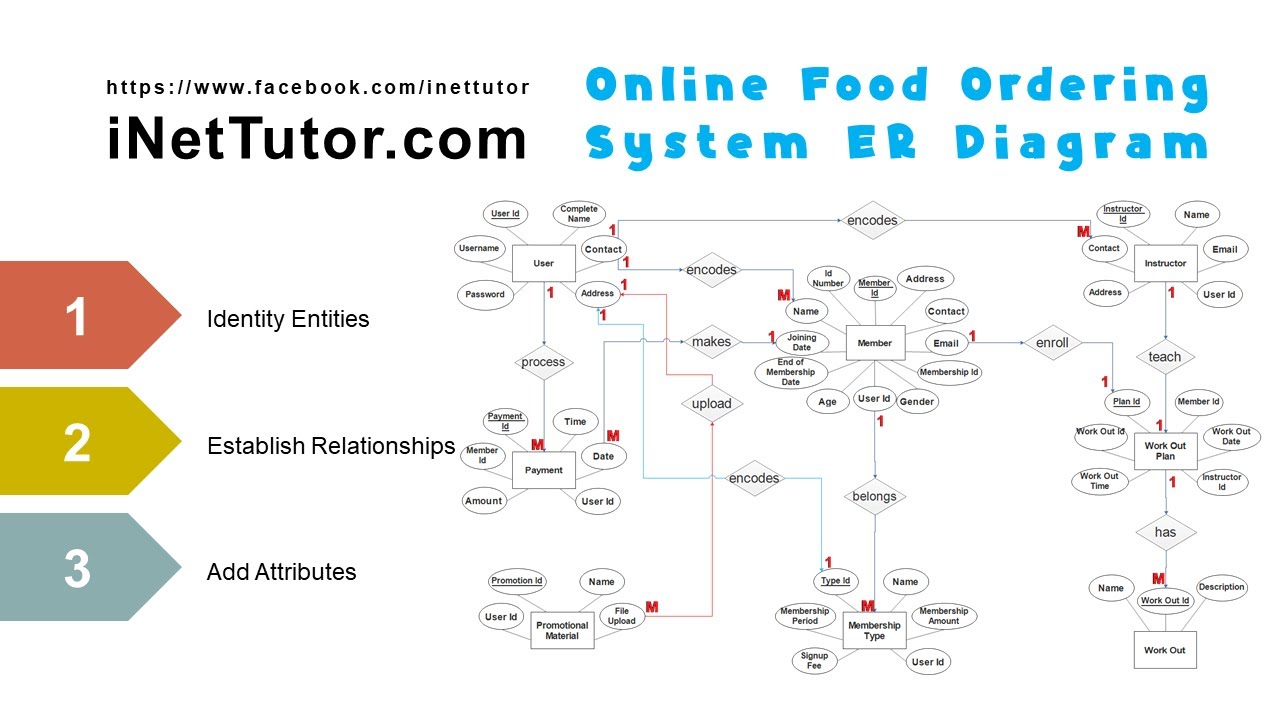 https://www.facebook.com/inettutor
iNetTutor.com
Online Food Ordering
System ER Diagram
1
Identity Entities
2
Establish Relationships
3
Add Attributes
User Id
Complete
Name
Username
Contact
User
Password
Address
1
1
1
1
1
encodes
M
encodes
M
Instructor
Id
Name
Contact
Email
Instructor
Address
User Id
1
Id
Number
Member
Id
Address
Name
Contact
Member
Joining
Date
Email
End of
Membership
Date
Membership Id
Age
User Id
Gender
1
1
1
makes
process
upload
enroll
1
teach
1
M
M
Payment
Id
Time
Member
Id
Date
Payment
Amount
User Id
encodes
1
belongs
M
Plan Id
Member Id
Work Out Id
Work Out
Date
Work Out
Plan
Work Out
Time
Instructor
Id
1
has
M
Promotion Id
Name
User Id
File
Upload
M
Promotional
Material
Type Id
Name
Membership
Period
Membership
Amount
Membership
Type
Signup
Fee
User Id
Name
Work Out Id
Description
Work Out